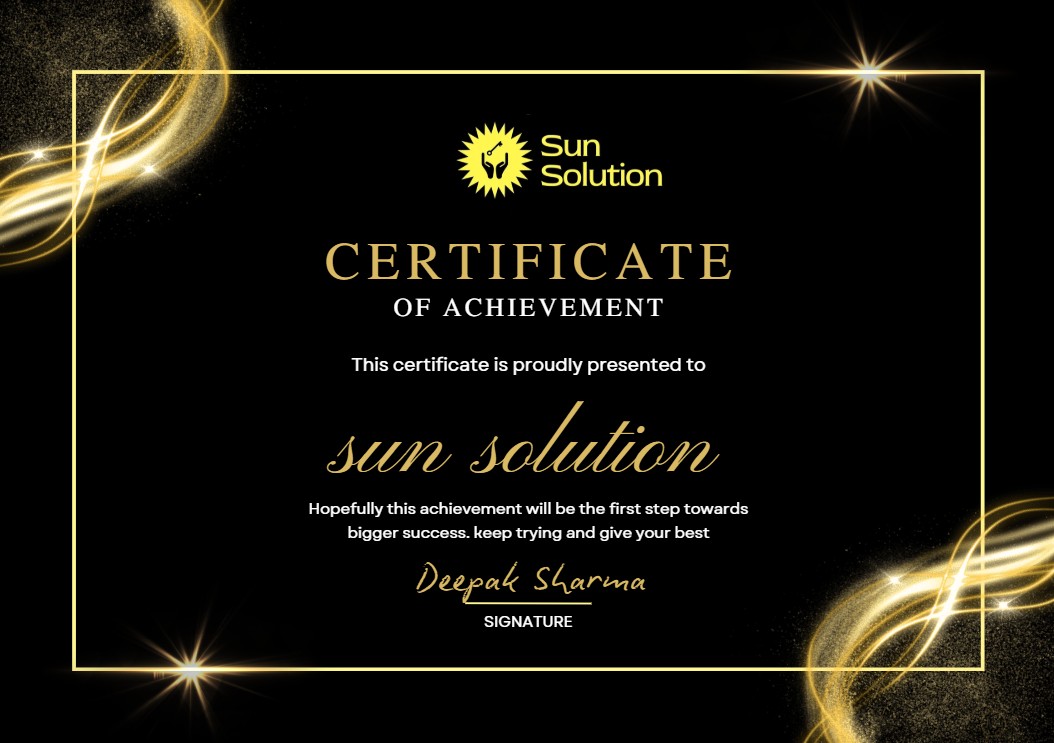 Sun
Solution
CERTIFICATE
OF ACHIEVEMENT
This certificate is proudly presented to
sun solution
Hopefully this achievement will be the first step towards
bigger success. keep trying and give your best
Deepak Sharma
SIGNATURE